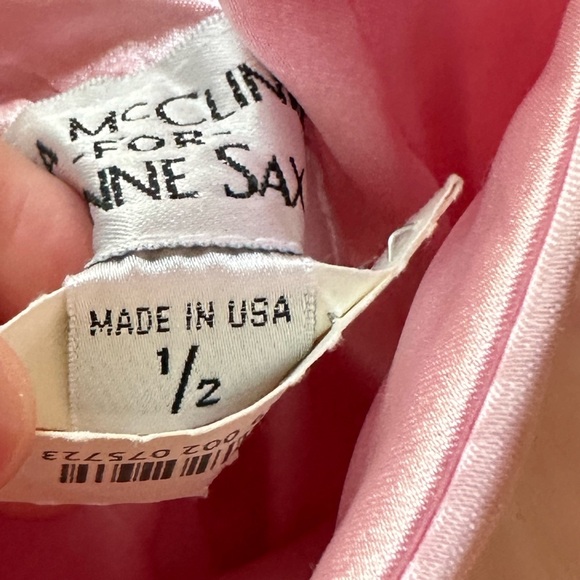 McCLIN
-FOR-
NNE SAX
MADE IN USA
1/2
002 075723